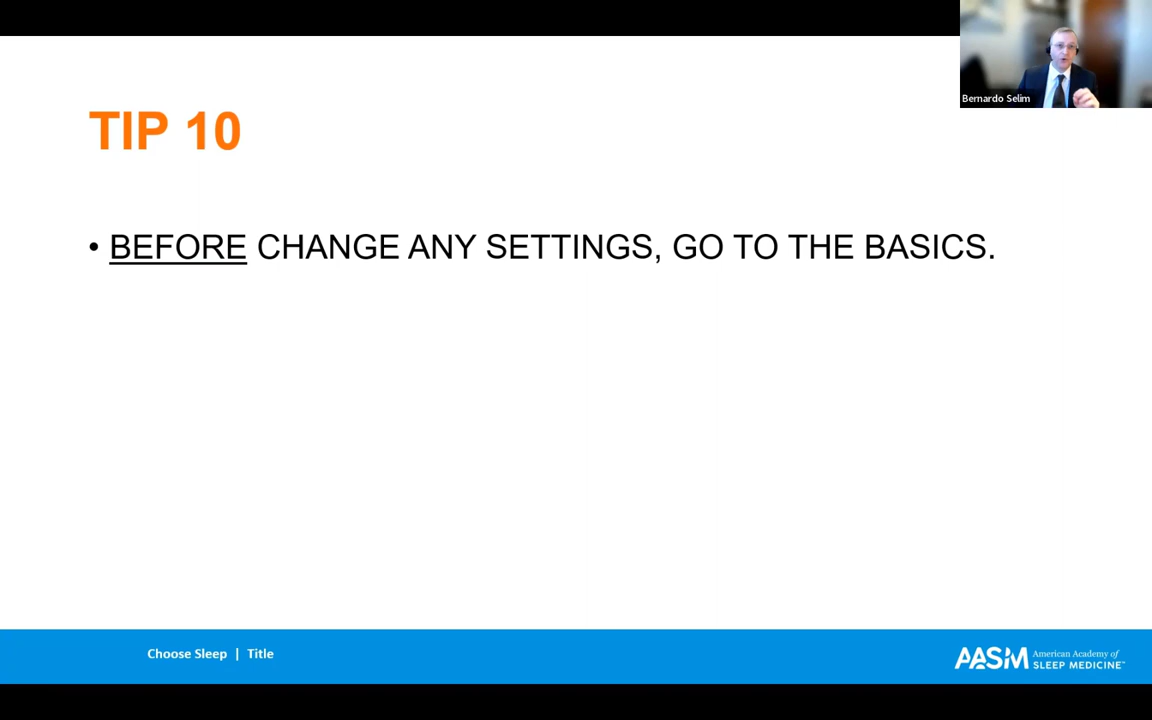 Bernardo Selim
TIP 10
• BEFORE CHANGE ANY SETTINGS, GO TO THE BASICS.
Choose Sleep | Title
AASM American Academy of
SLEEP MEDICINE™